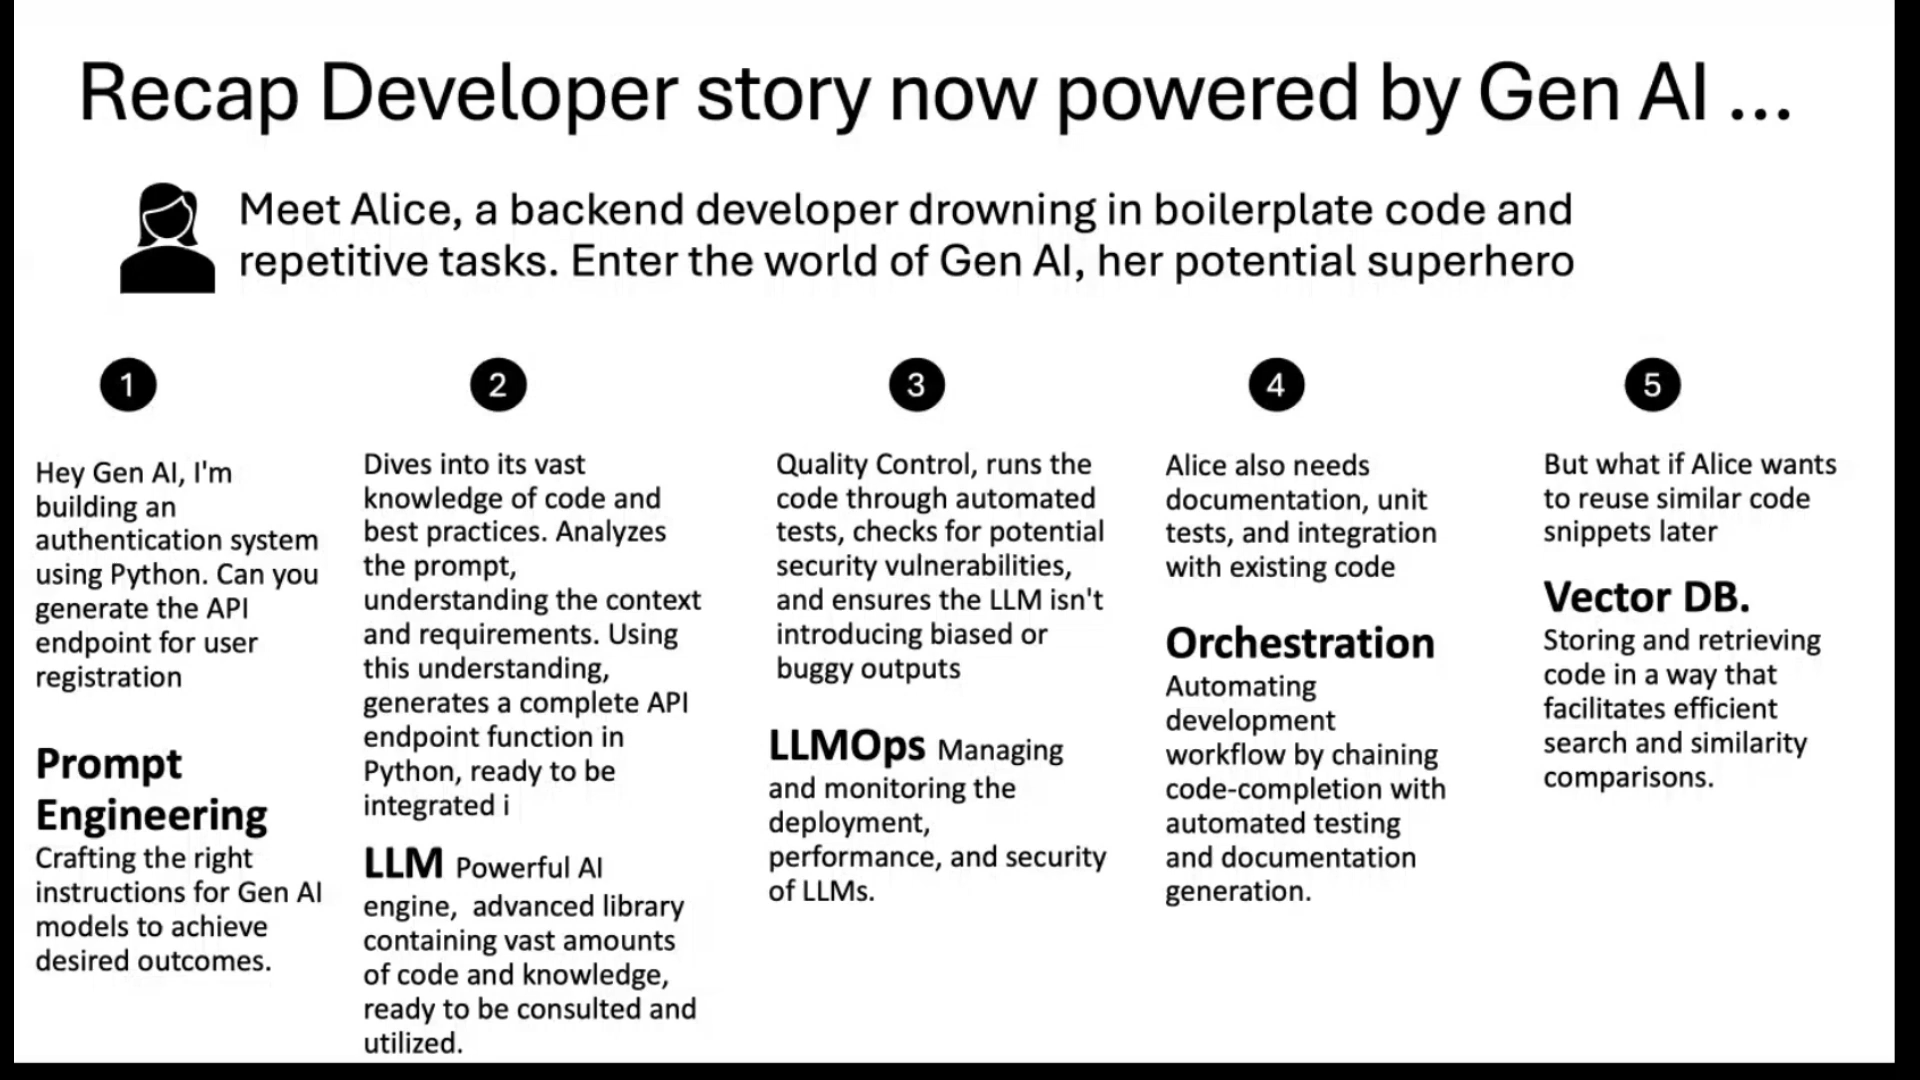 Recap Developer story now powered by Gen AI ...
Meet Alice, a backend developer drowning in boilerplate code and
repetitive tasks. Enter the world of Gen AI, her potential superhero
1
Hey Gen AI, I'm
building an
authentication system
using Python. Can you
generate the API
endpoint for user
registration
Prompt
Engineering
Crafting the right
instructions for Gen AI
models to achieve
desired outcomes.
2
Dives into its vast
knowledge of code and
best practices. Analyzes
the prompt,
understanding the context
and requirements. Using
this understanding,
generates a complete API
endpoint function in
Python, ready to be
integrated i
LLM Powerful AI
engine, advanced library
containing vast amounts
of code and knowledge,
ready to be consulted and
utilized.
3
Quality Control, runs the
code through automated
tests, checks for potential
security vulnerabilities,
and ensures the LLM isn't
introducing biased or
buggy outputs
LLMOps Managing
and monitoring the
deployment,
performance, and security
of LLMs.
4
Alice also needs
documentation, unit
tests, and integration
with existing code
Orchestration
Automating
development
workflow by chaining
code-completion with
automated testing
and documentation
generation.
5
But what if Alice wants
to reuse similar code
snippets later
Vector DB.
Storing and retrieving
code in a way that
facilitates efficient
search and similarity
comparisons.